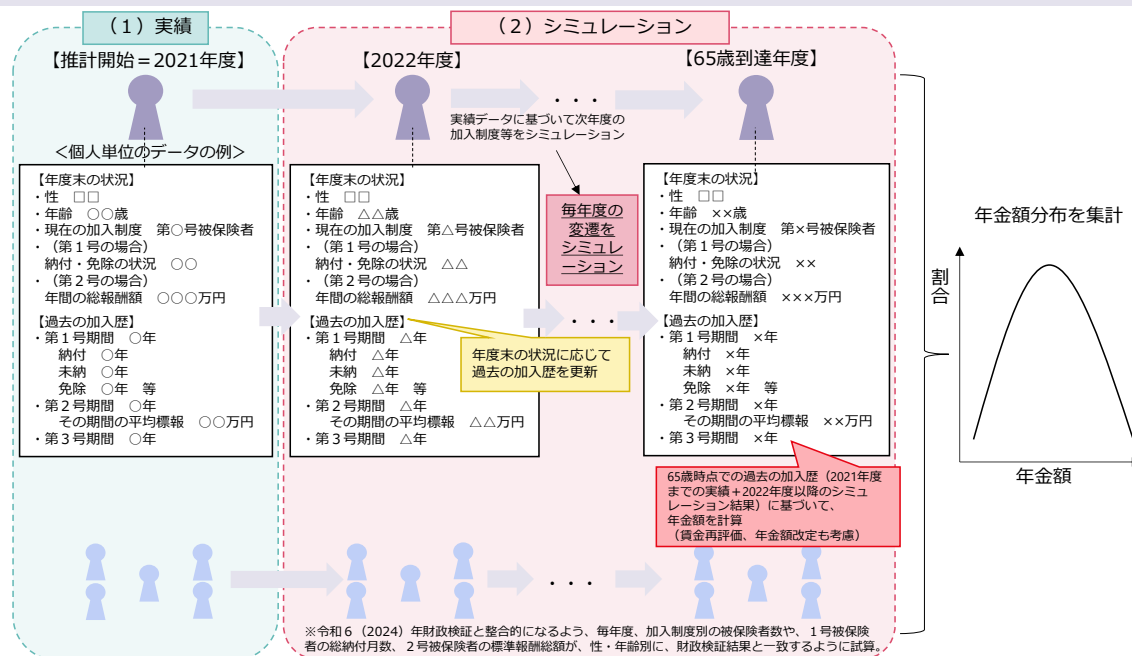 （１）実績
（２）シミュレーション
【推計開始＝2021年度】
【2022年度】
【65歳到達年度】
・・・
実績データに基づいて次年度の
加入制度等をシミュレーション
＜個人単位のデータの例＞
【年度末の状況】
・性　□□
・年齢　○○歳
・現在の加入制度　第○号被保険者
・（第１号の場合）
納付・免除の状況　○○
・（第２号の場合）
年間の総報酬額　○○○万円
【過去の加入歴】
・第１号期間　○年
納付　○年
未納　○年
免除　○年　等
・第２号期間　○年
その期間の平均標報　○○万円
・第３号期間　○年
【年度末の状況】
・性　□□
・年齢　△△歳
・現在の加入制度　第△号被保険者
・（第１号の場合）
納付・免除の状況　△△
・（第２号の場合）
年間の総報酬額　△△△万円
【過去の加入歴】
・第１号期間　△年
納付　△年
未納　△年
免除　△年　等
・第２号期間　△年
その期間の平均標報　△△万円
・第３号期間　△年
毎年度の
変遷を
シミュレ
ーション
・・・
年度末の状況に応じて
過去の加入歴を更新
【年度末の状況】
・性　□□
・年齢　××歳
・現在の加入制度　第×号被保険者
・（第１号の場合）
納付・免除の状況　××
・（第２号の場合）
年間の総報酬額　×××万円
【過去の加入歴】
・第１号期間　×年
納付　×年
未納　×年
免除　×年　等
・第２号期間　×年
その期間の平均標報　××万円
・第３号期間　×年
65歳時点での過去の加入歴（2021年度
までの実績＋2022年度以降のシミュ
レーション結果）に基づいて、
年金額を計算
（賃金再評価、年金額改定も考慮）
・・・
年金額分布を集計
割合
年金額
※令和６（2024）年財政検証と整合的になるよう、毎年度、加入制度別の被保険者数や、１号被保険
者の総納付月数、２号被保険者の標準報酬総額が、性・年齢別に、財政検証結果と一致するように試算。